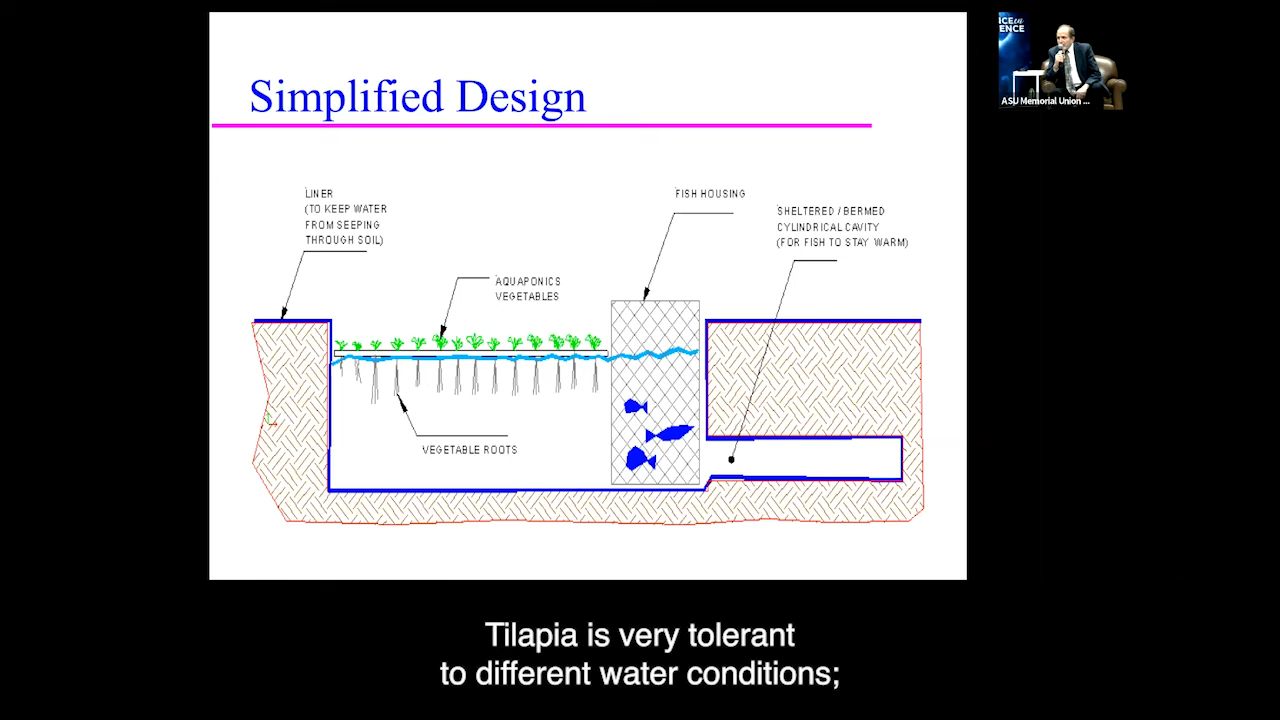 Simplified Design
LINER
(TO KEEP WATER
FROM SEEPING
THROUGH SOIL)
FISH HOUSING
SHELTERED / BERMED
CYLINDRICAL CAVITY
(FOR FISH TO STAY WARM)
AQUAPONICS
VEGETABLES
VEGETABLE ROOTS
ASU Memorial Union ...
Tilapia is very tolerant
to different water conditions;